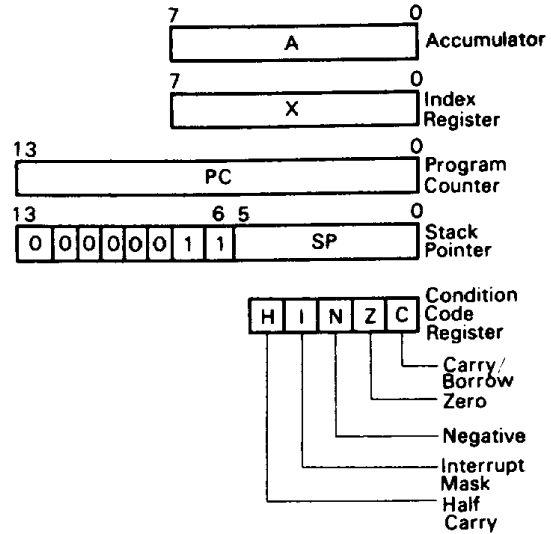 7 0
A Accumulator
7 0
X Index
Register
13 0
PC Program
Counter
13 6 5 0
0 0 0 0 0 0 1 1 SP Stack
Pointer
Condition
Code
Register
H I N Z C
Carry/
Borrow
Zero
Negative
Interrupt
Mask
Half
Carry